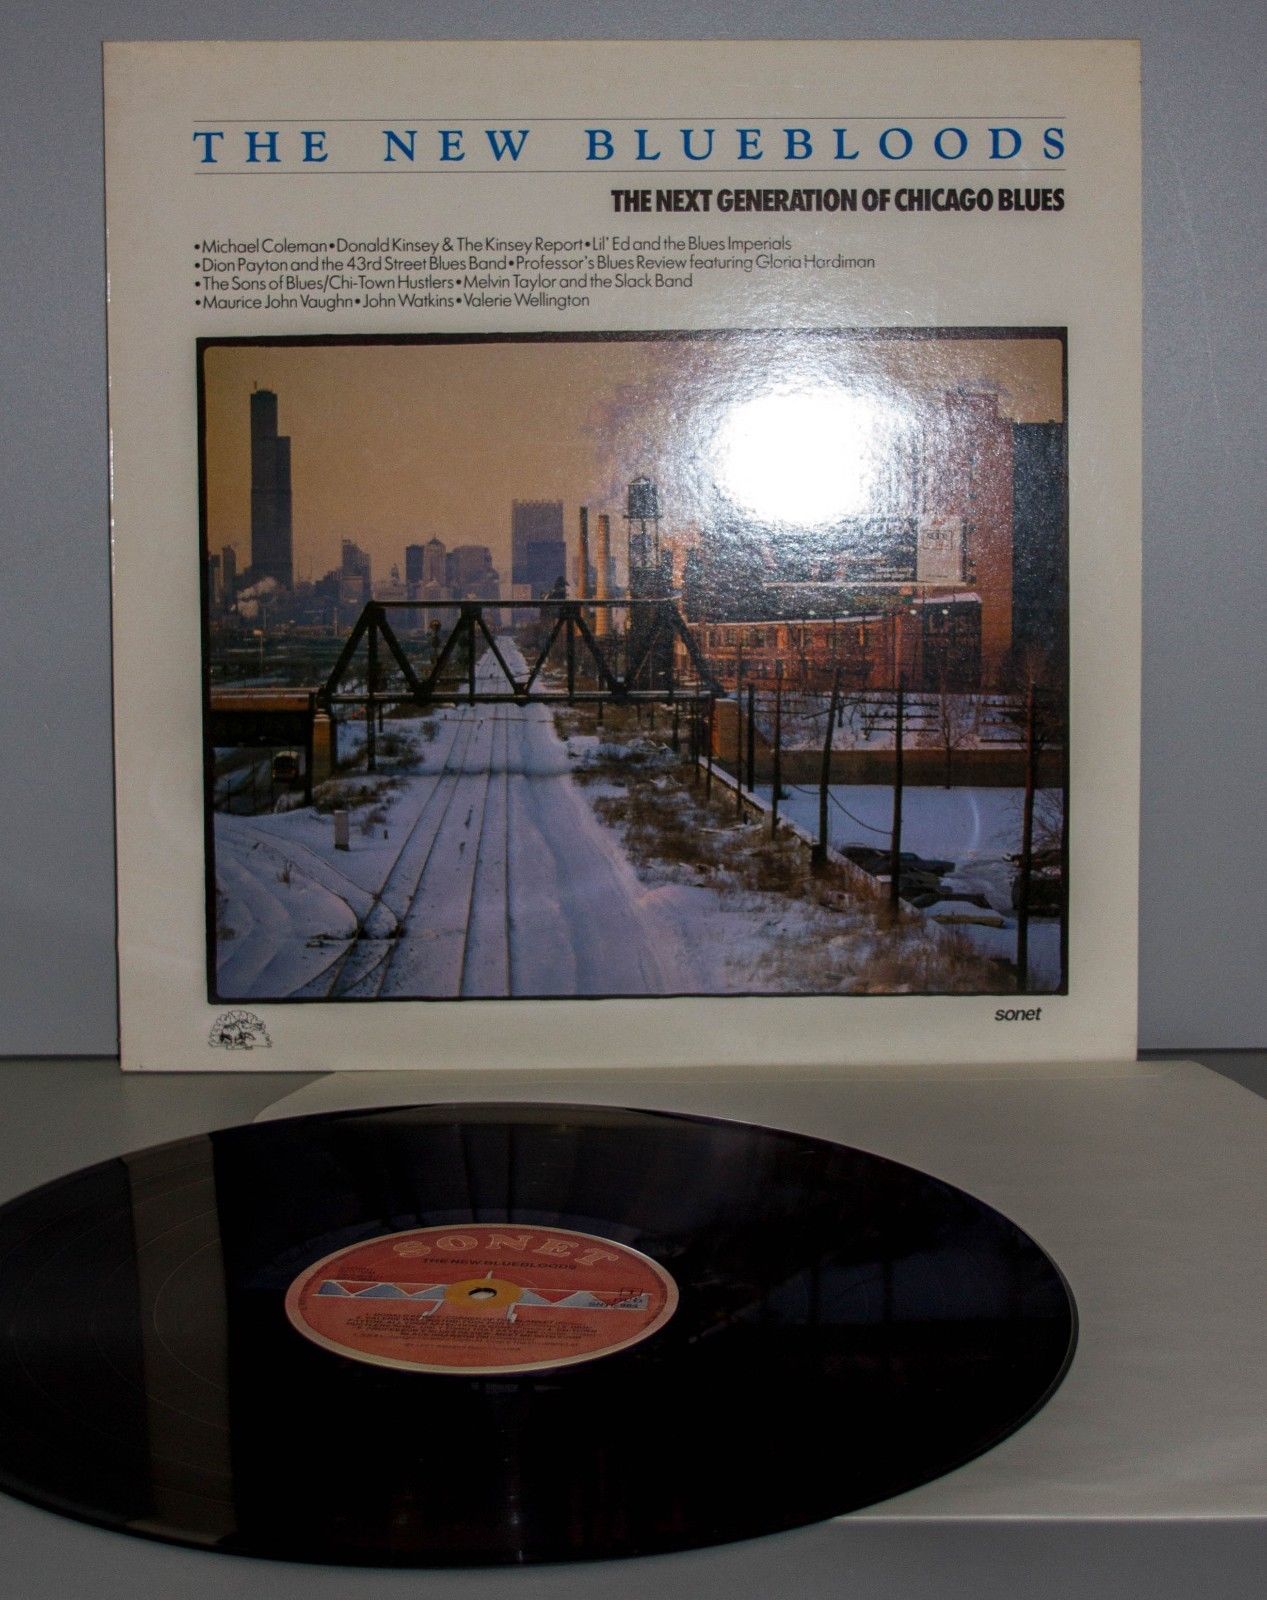 THE NEW BLUEBLOODS
THE NEXT GENERATION OF CHICAGO BLUES
•Michael Coleman•Donald Kinsey & The Kinsey Report•Lil' Ed and the Blues Imperials
•Dion Payton and the 43rd Street Blues Band•Professor's Blues Review featuring Gloria Hardiman
•The Sons of Blues/Chi-Town Hustlers•Melvin Taylor and the Slack Band
•Maurice John Vaughn•John Watkins•Valerie Wellington
sonet
SONET
THE NEW BLUEBLOODS